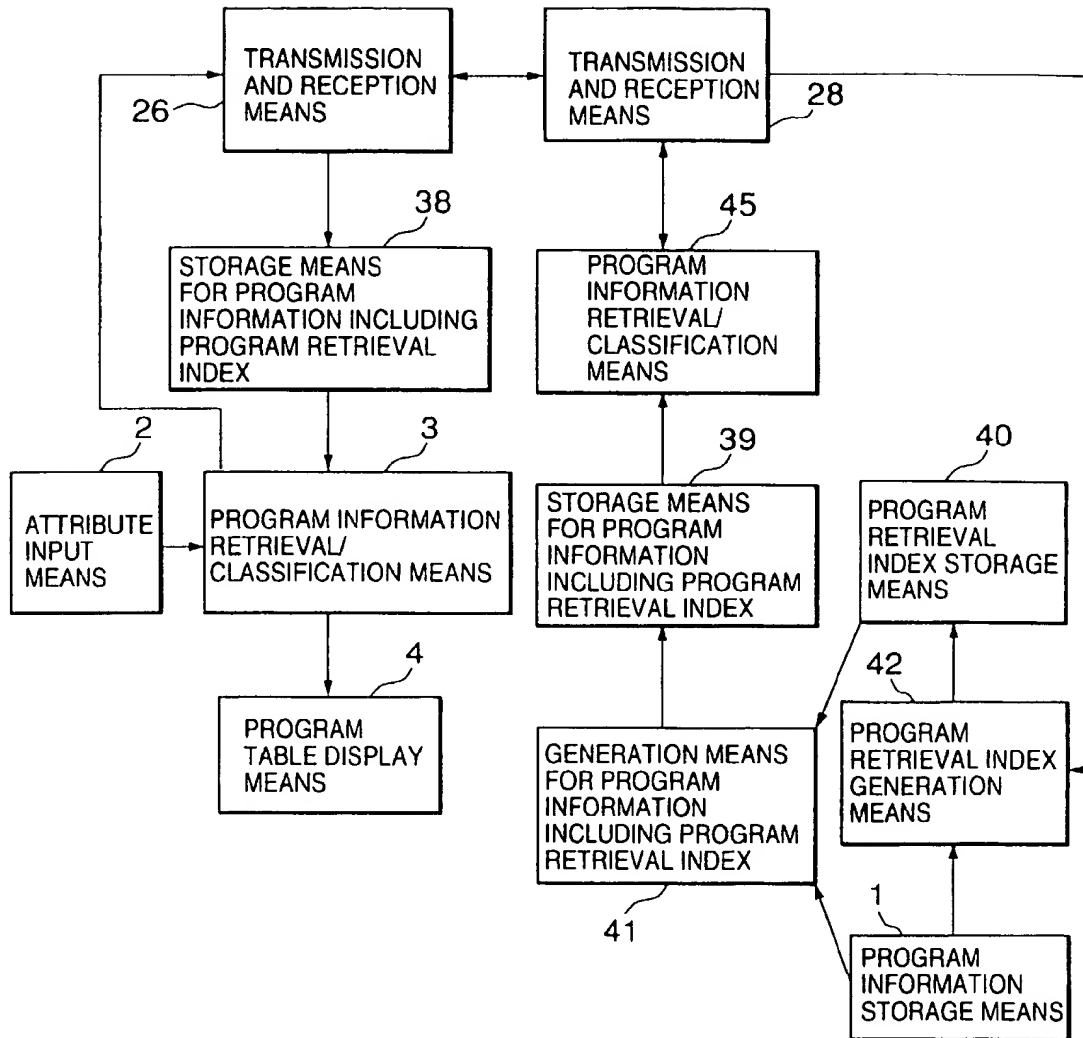 TRANSMISSION
AND RECEPTION
MEANS
26
TRANSMISSION
AND RECEPTION
MEANS
28
38
STORAGE MEANS
FOR PROGRAM
INFORMATION INCLUDING
PROGRAM RETRIEVAL
INDEX
45
PROGRAM
INFORMATION
RETRIEVAL/
CLASSIFICATION
MEANS
2
ATTRIBUTE
INPUT
MEANS
3
PROGRAM INFORMATION
RETRIEVAL/
CLASSIFICATION MEANS
39
STORAGE MEANS
FOR PROGRAM
INFORMATION
INCLUDING PROGRAM
RETRIEVAL INDEX
40
PROGRAM
RETRIEVAL
INDEX STORAGE
MEANS
4
PROGRAM
TABLE DISPLAY
MEANS
GENERATION MEANS
FOR PROGRAM
INFORMATION
INCLUDING PROGRAM
RETRIEVAL INDEX
41
42
PROGRAM
RETRIEVAL INDEX
GENERATION
MEANS
1
PROGRAM
INFORMATION
STORAGE MEANS